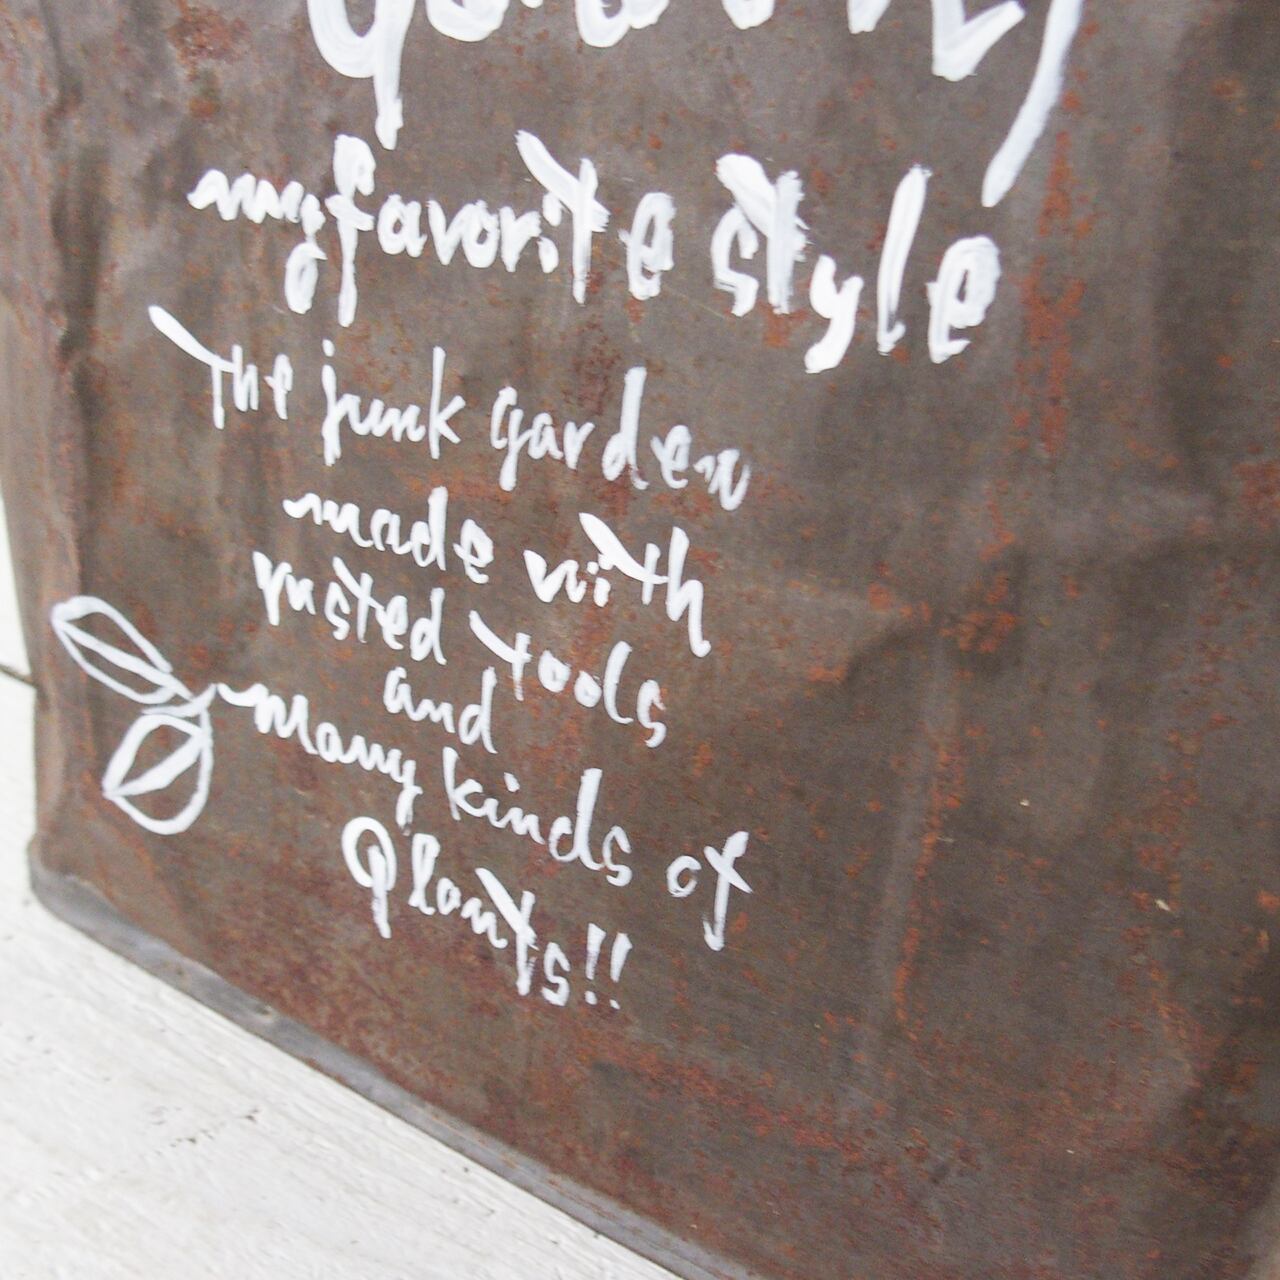 my favorite style
The junk garden
made with
rusted tools
and
many kinds of
Plants!!